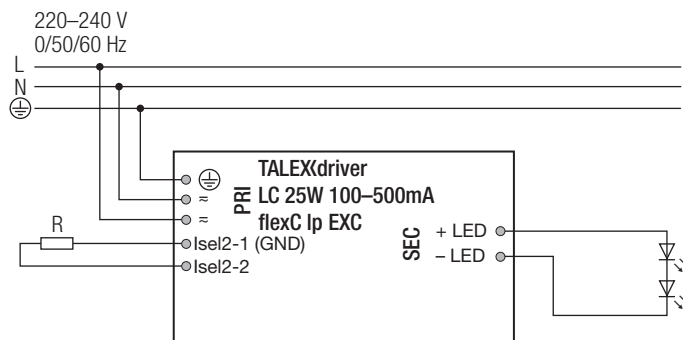 220–240 V
0/50/60 Hz
L
N
PRI
TALEXXdriver
≈ LC 25W 100–500mA
≈ flexC lp EXC
R
Isel2-1 (GND)
Isel2-2
SEC
+ LED
– LED